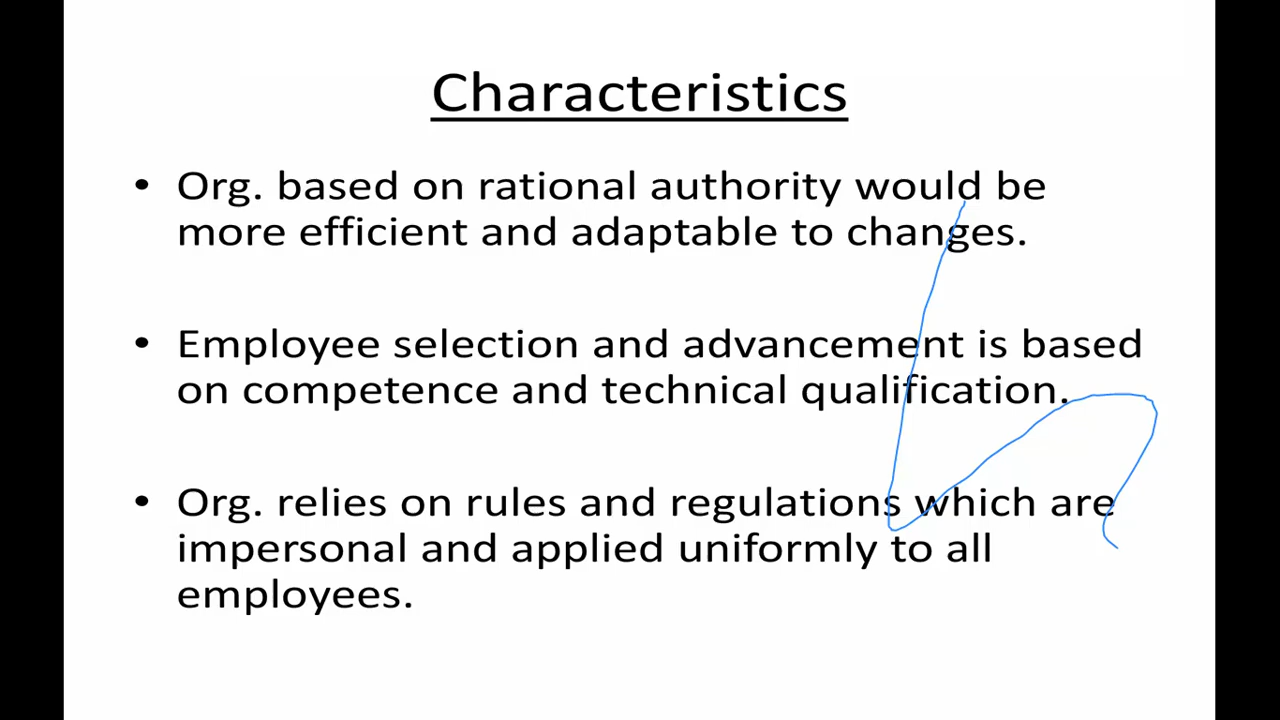 Characteristics
• Org. based on rational authority would be
more efficient and adaptable to changes.
• Employee selection and advancement is based
on competence and technical qualification.
• Org. relies on rules and regulations which are
impersonal and applied uniformly to all
employees.